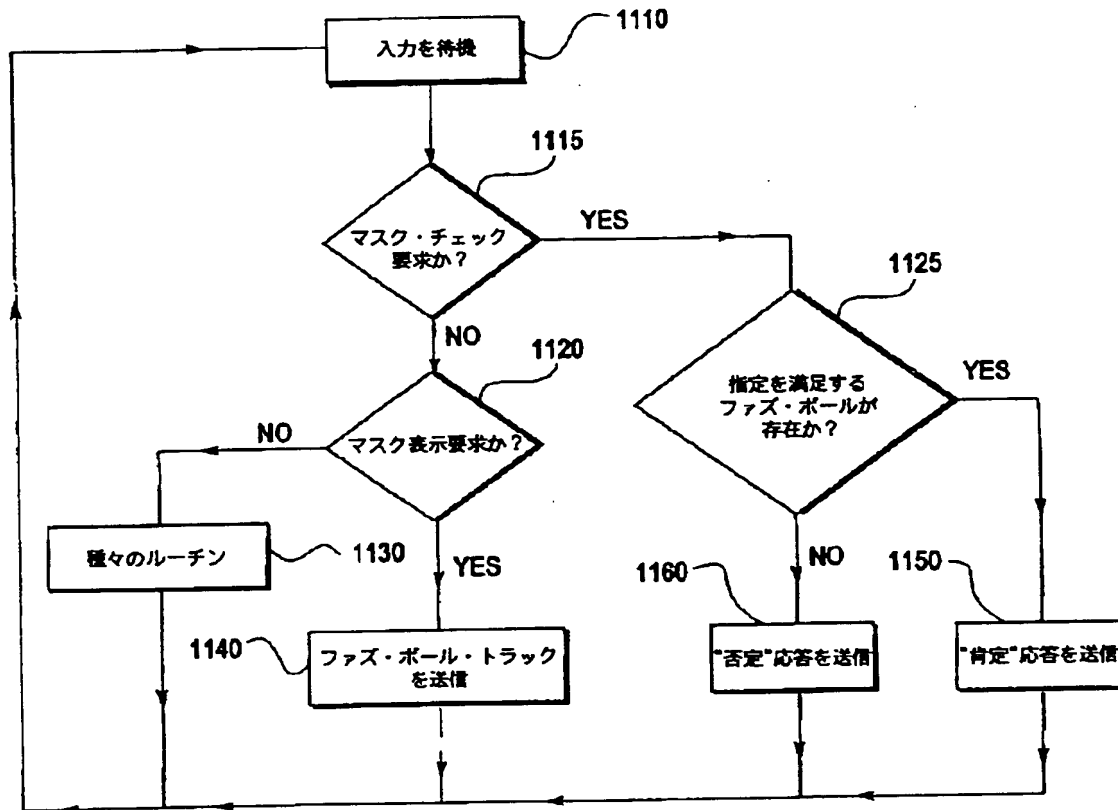 1110
入力を待機
1115
マスク・チェック
要求か?
YES
1125
NO
1120
指定を満足する
ファズ・ボールが
存在か?
YES
NO
マスク表示要求か?
種々のルーチン
1130
YES
1160
NO
1150
1140
ファズ・ボール・トラック
を送信
"否定"応答を送信
"肯定"応答を送信